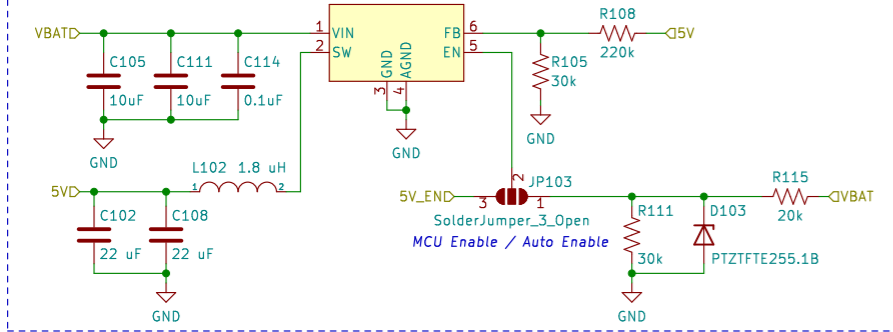 VBAT
C105
10uF
C111
10uF
C114
0.1uF
GND
1
2
VIN
SW
GND
AGND
3
4
FB
EN
6
5
GND
R108
220k
5V
R105
30k
GND
5V
L102 1.8 uH
1
2
C102
22 uF
C108
22 uF
GND
5V_EN
3
2
1
JP103
SolderJumper_3_Open
MCU Enable / Auto Enable
R111
30k
D103
PTZTFTE255.1B
R115
20k
VBAT
GND